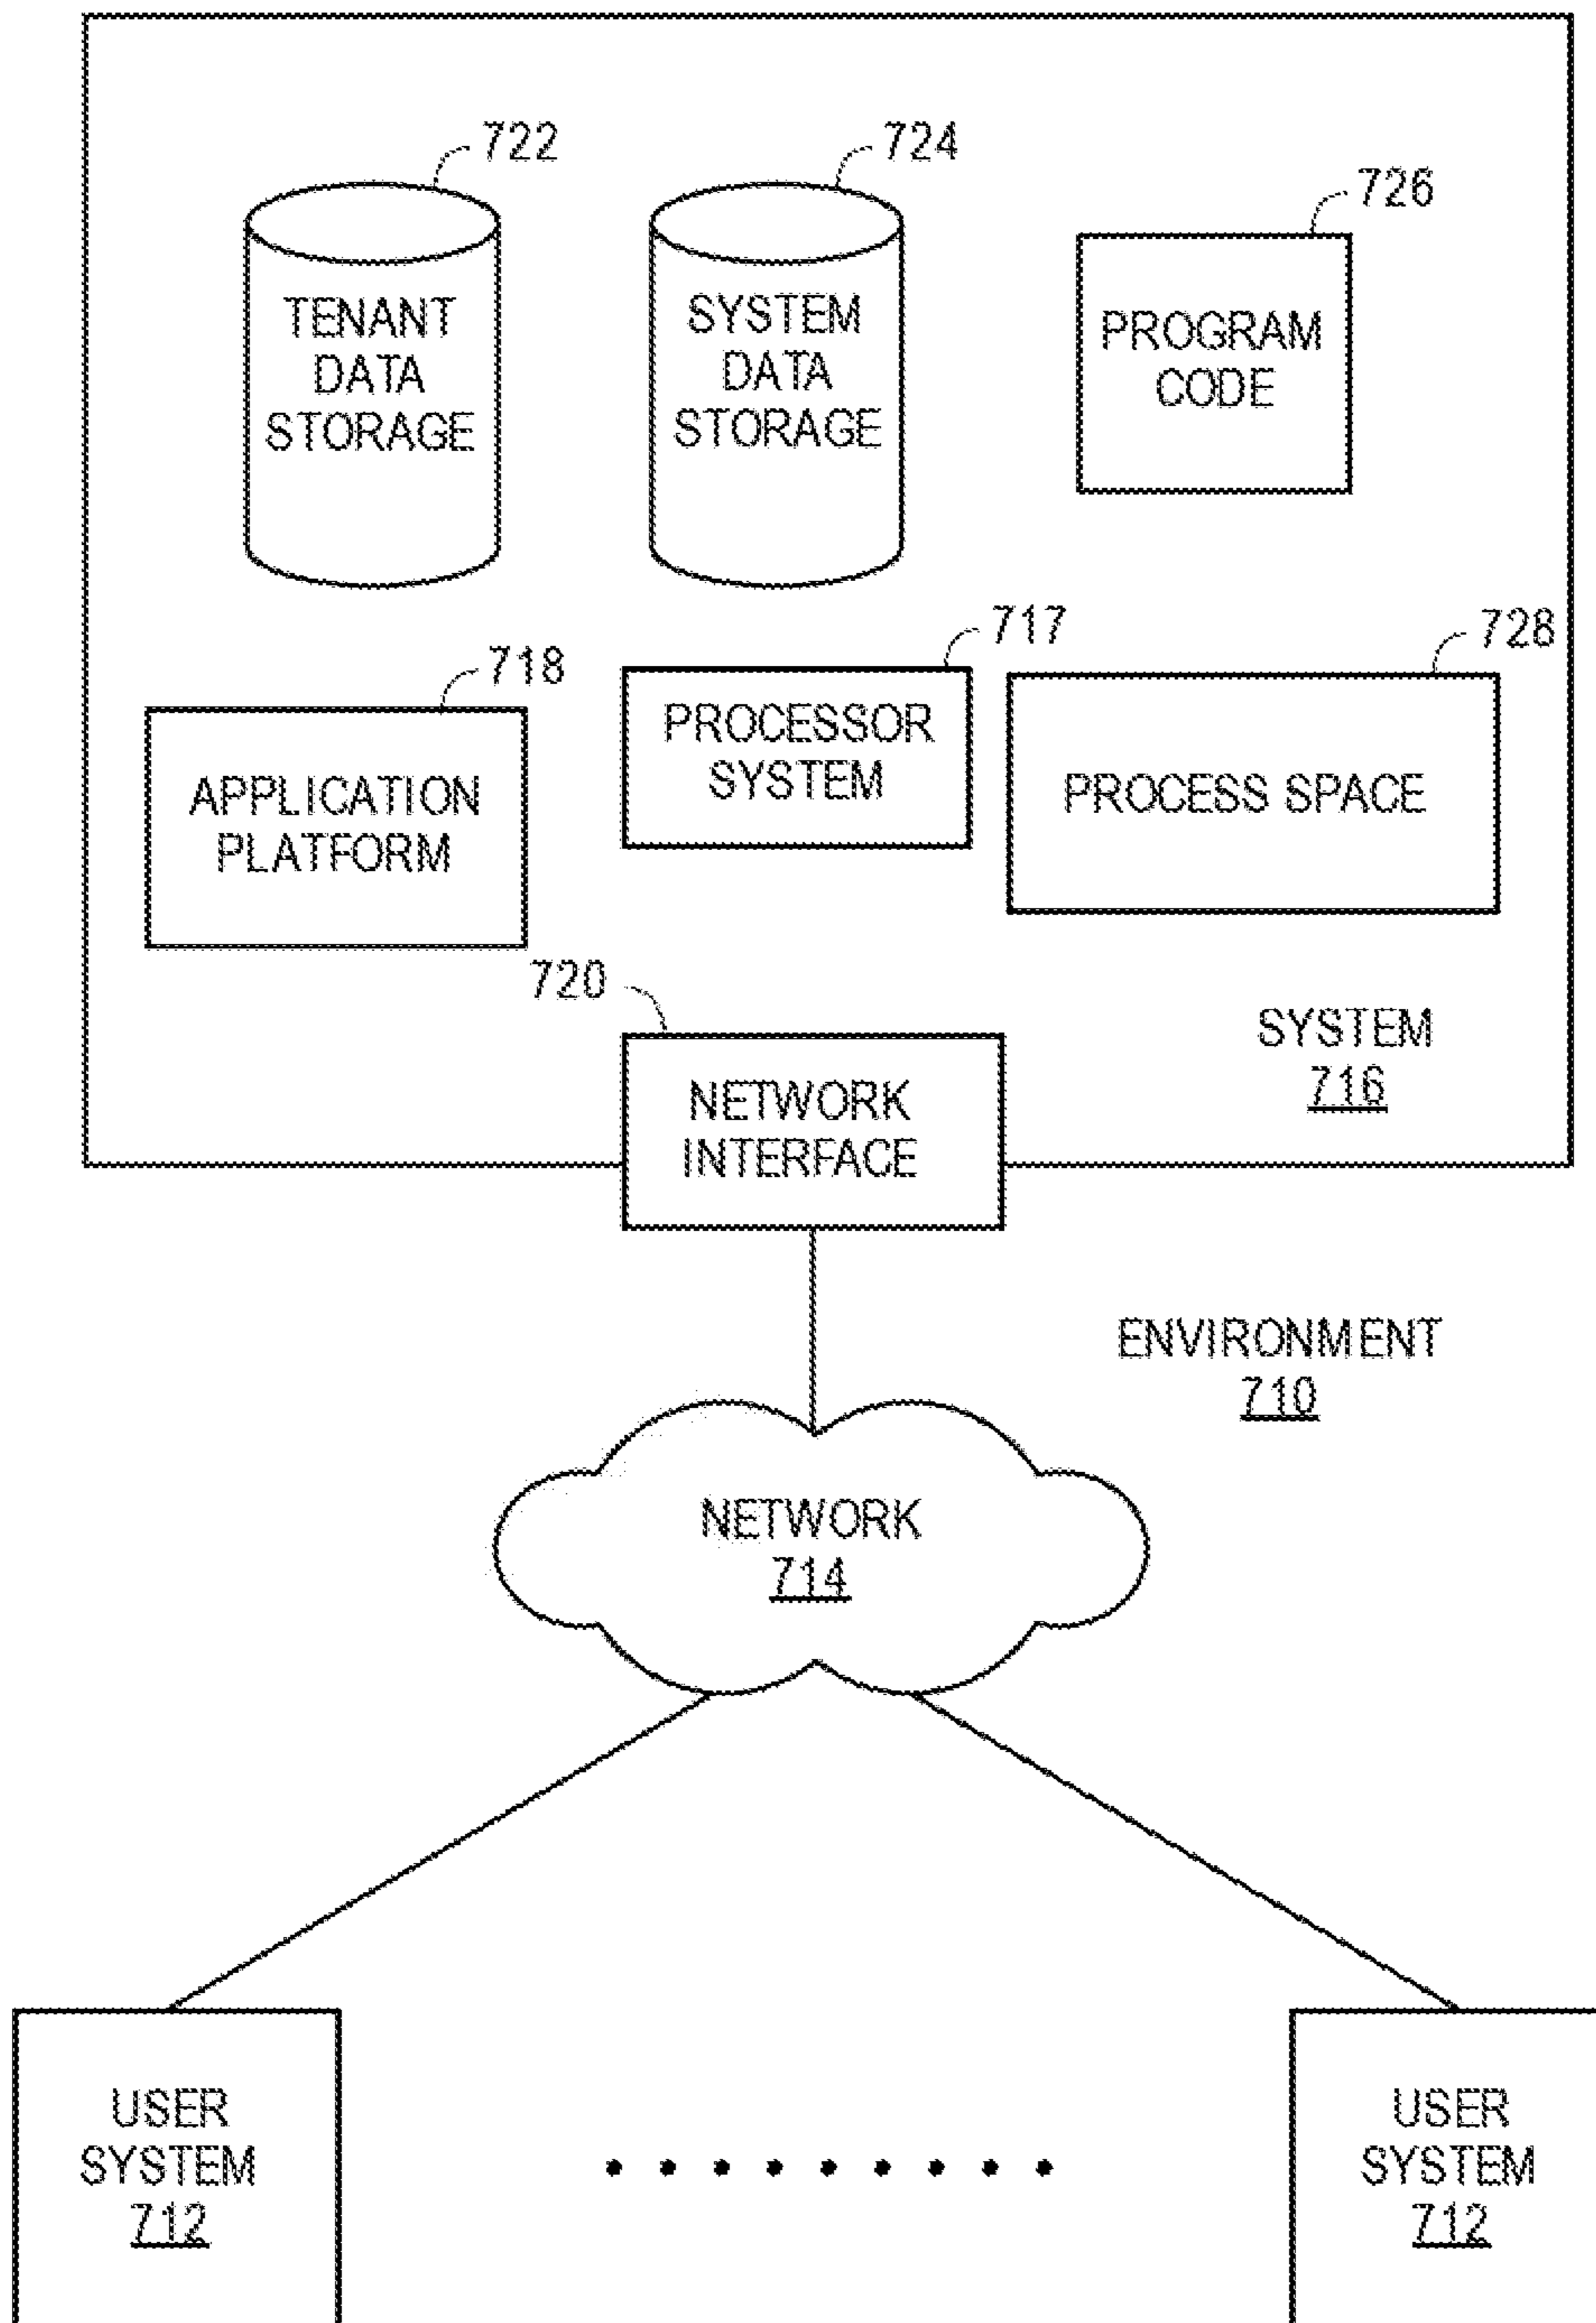 722
724
726
TENANT
DATA
STORAGE
SYSTEM
DATA
STORAGE
PROGRAM
CODE
718
717
728
APPLICATION
PLATFORM
PROCESSOR
SYSTEM
PROCESS SPACE
720
NETWORK
INTERFACE
SYSTEM
716
ENVIRONMENT
710
NETWORK
714
USER
SYSTEM
712
USER
SYSTEM
712